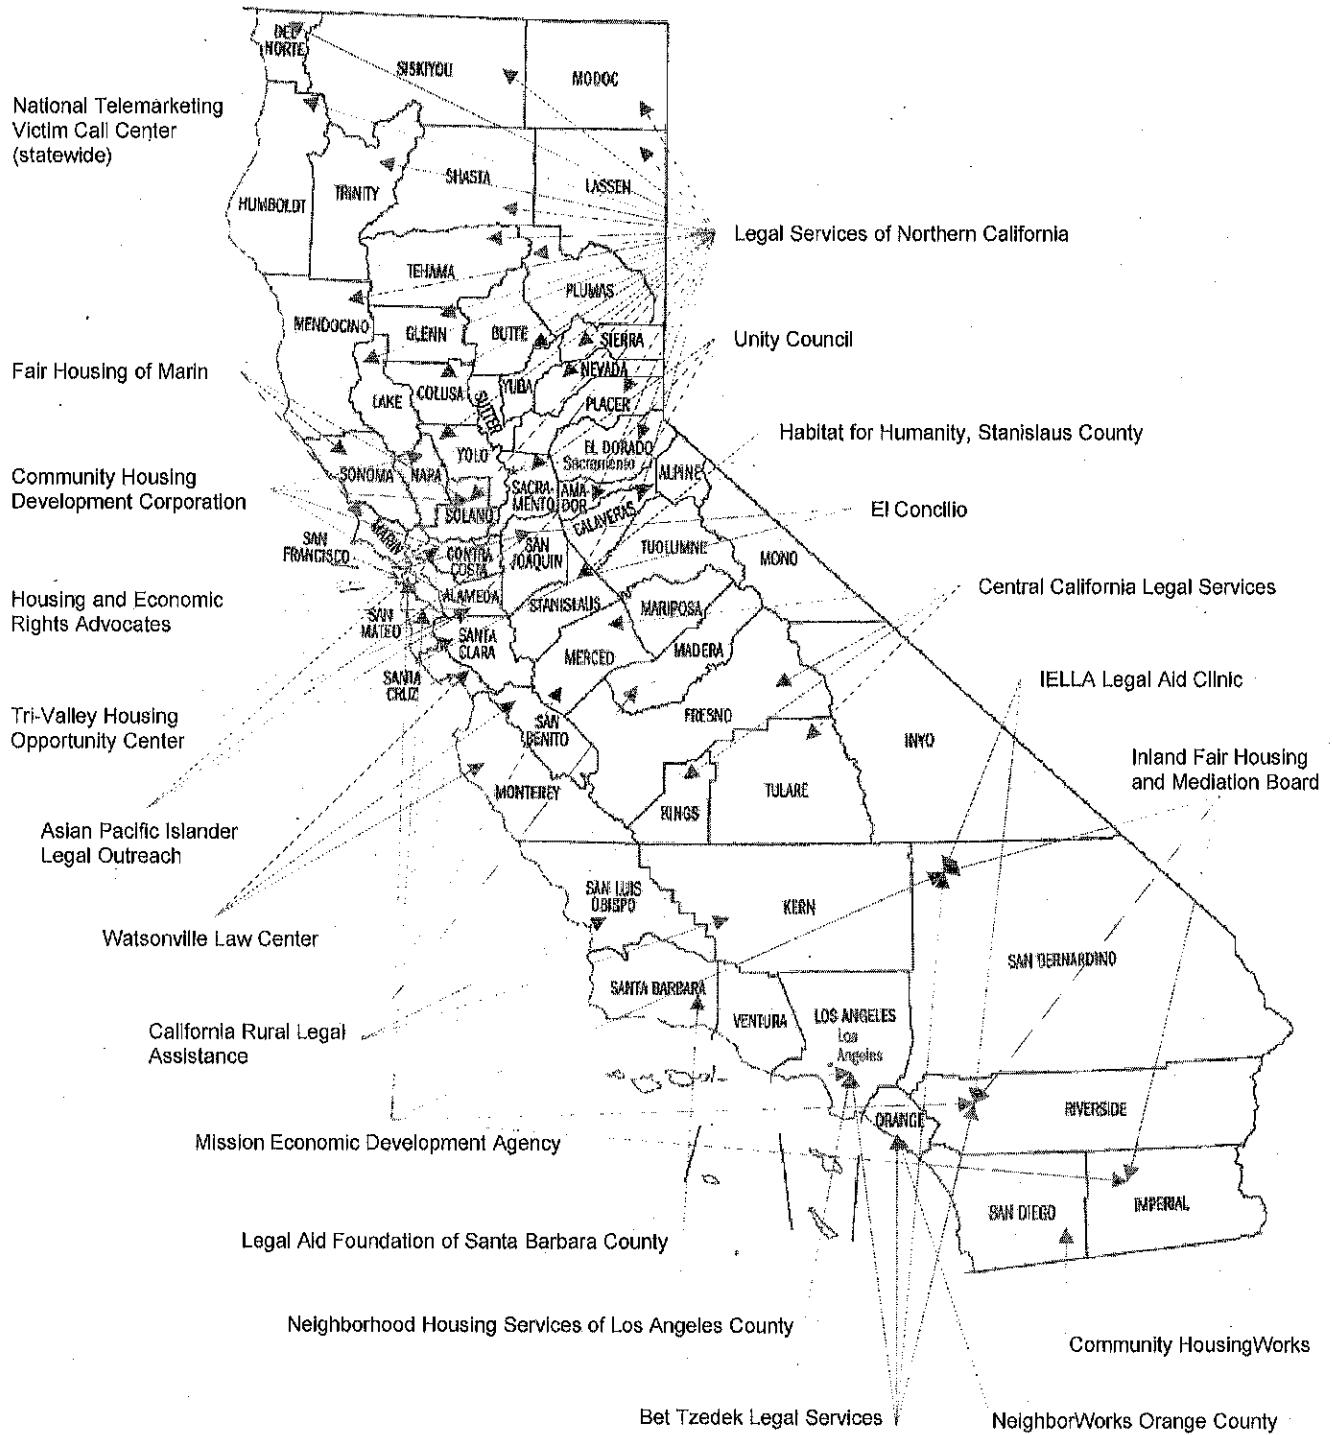 DEL
NORTE
SISKIYOU
MODOC
National Telemarketing
Victim Call Center
(statewide)
SHASTA
LASSEN
TRINITY
HUMBOLDT
Legal Services of Northern California
TEHAMA
PLUMAS
MENDOCINO
GLENN
BUTTE
SIERRA
Unity Council
Fair Housing of Marin
NEVADA
COLUSA
YUBA
LAKE
SUTTER
PLACER
Habitat for Humanity, Stanislaus County
EL DORADO
Sacramento
YOLO
Community Housing
Development Corporation
SONOMA
NAPA
ALPINE
SACRA-
MENTO
AMA-
DOR
SOLANO
CALAVERAS
El Concilio
SAN
FRANCISCO
MARIN
CONTRA
COSTA
SAN
JOAQUIN
TUOLUMNE
MONO
Central California Legal Services
Housing and Economic
Rights Advocates
ALAMEDA
STANISLAUS
MARIPOSA
SAN
MATEO
SANTA
CLARA
MERCED
MADERA
SANTA
CRUZ
IELLA Legal Aid Clinic
Tri-Valley Housing
Opportunity Center
SAN
BENITO
FRESNO
INYO
Inland Fair Housing
and Mediation Board
MONTEREY
TULARE
KINGS
Asian Pacific Islander
Legal Outreach
SAN LUIS
OBISPO
KERN
Watsonville Law Center
SAN BERNARDINO
SANTA BARBARA
VENTURA
LOS ANGELES
Los
Angeles
California Rural Legal
Assistance
ORANGE
RIVERSIDE
Mission Economic Development Agency
SAN DIEGO
IMPERIAL
Legal Aid Foundation of Santa Barbara County
Neighborhood Housing Services of Los Angeles County
Community HousingWorks
Bet Tzedek Legal Services
NeighborWorks Orange County